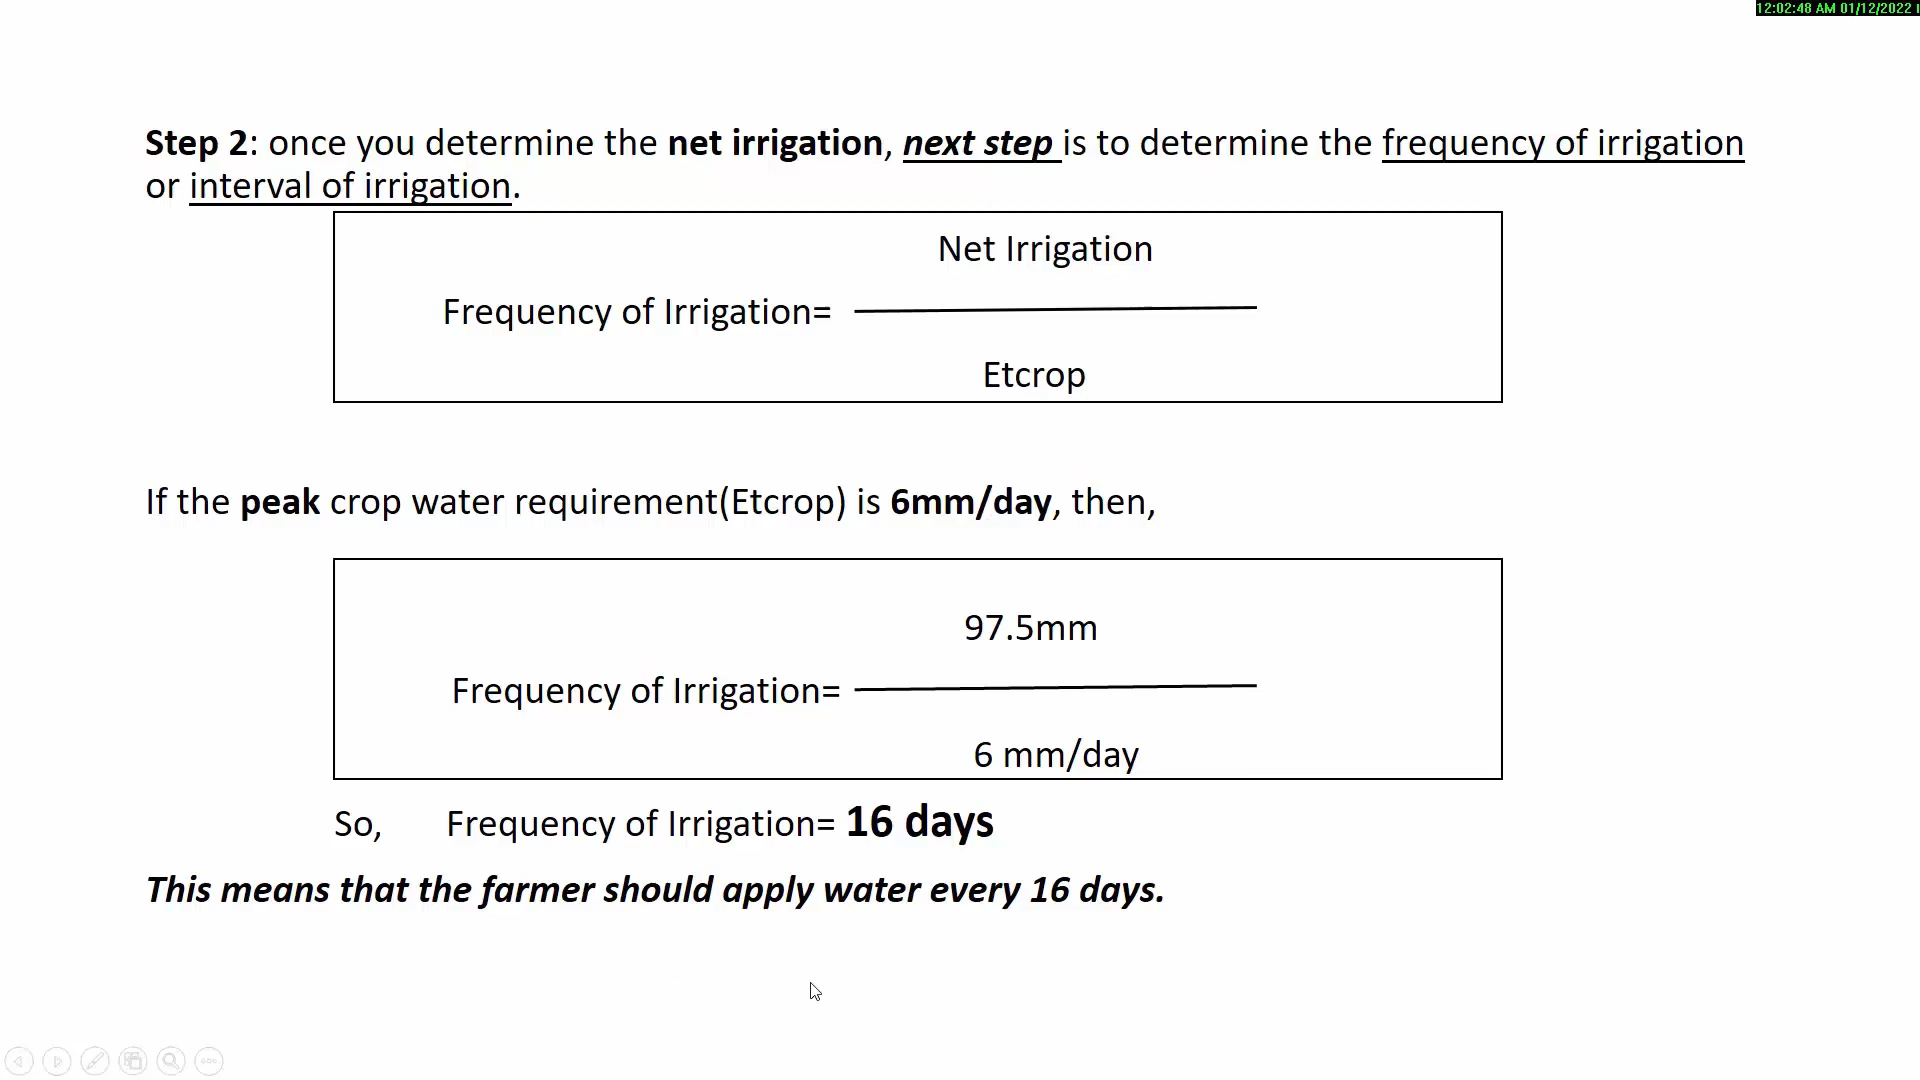 12:02:48 AM 01/12/2022
Step 2: once you determine the net irrigation, next step is to determine the frequency of irrigation
or interval of irrigation.
Net Irrigation
Frequency of Irrigation=
Etcrop
If the peak crop water requirement(Etcrop) is 6mm/day, then,
97.5mm
Frequency of Irrigation=
6 mm/day
So, Frequency of Irrigation= 16 days
This means that the farmer should apply water every 16 days.